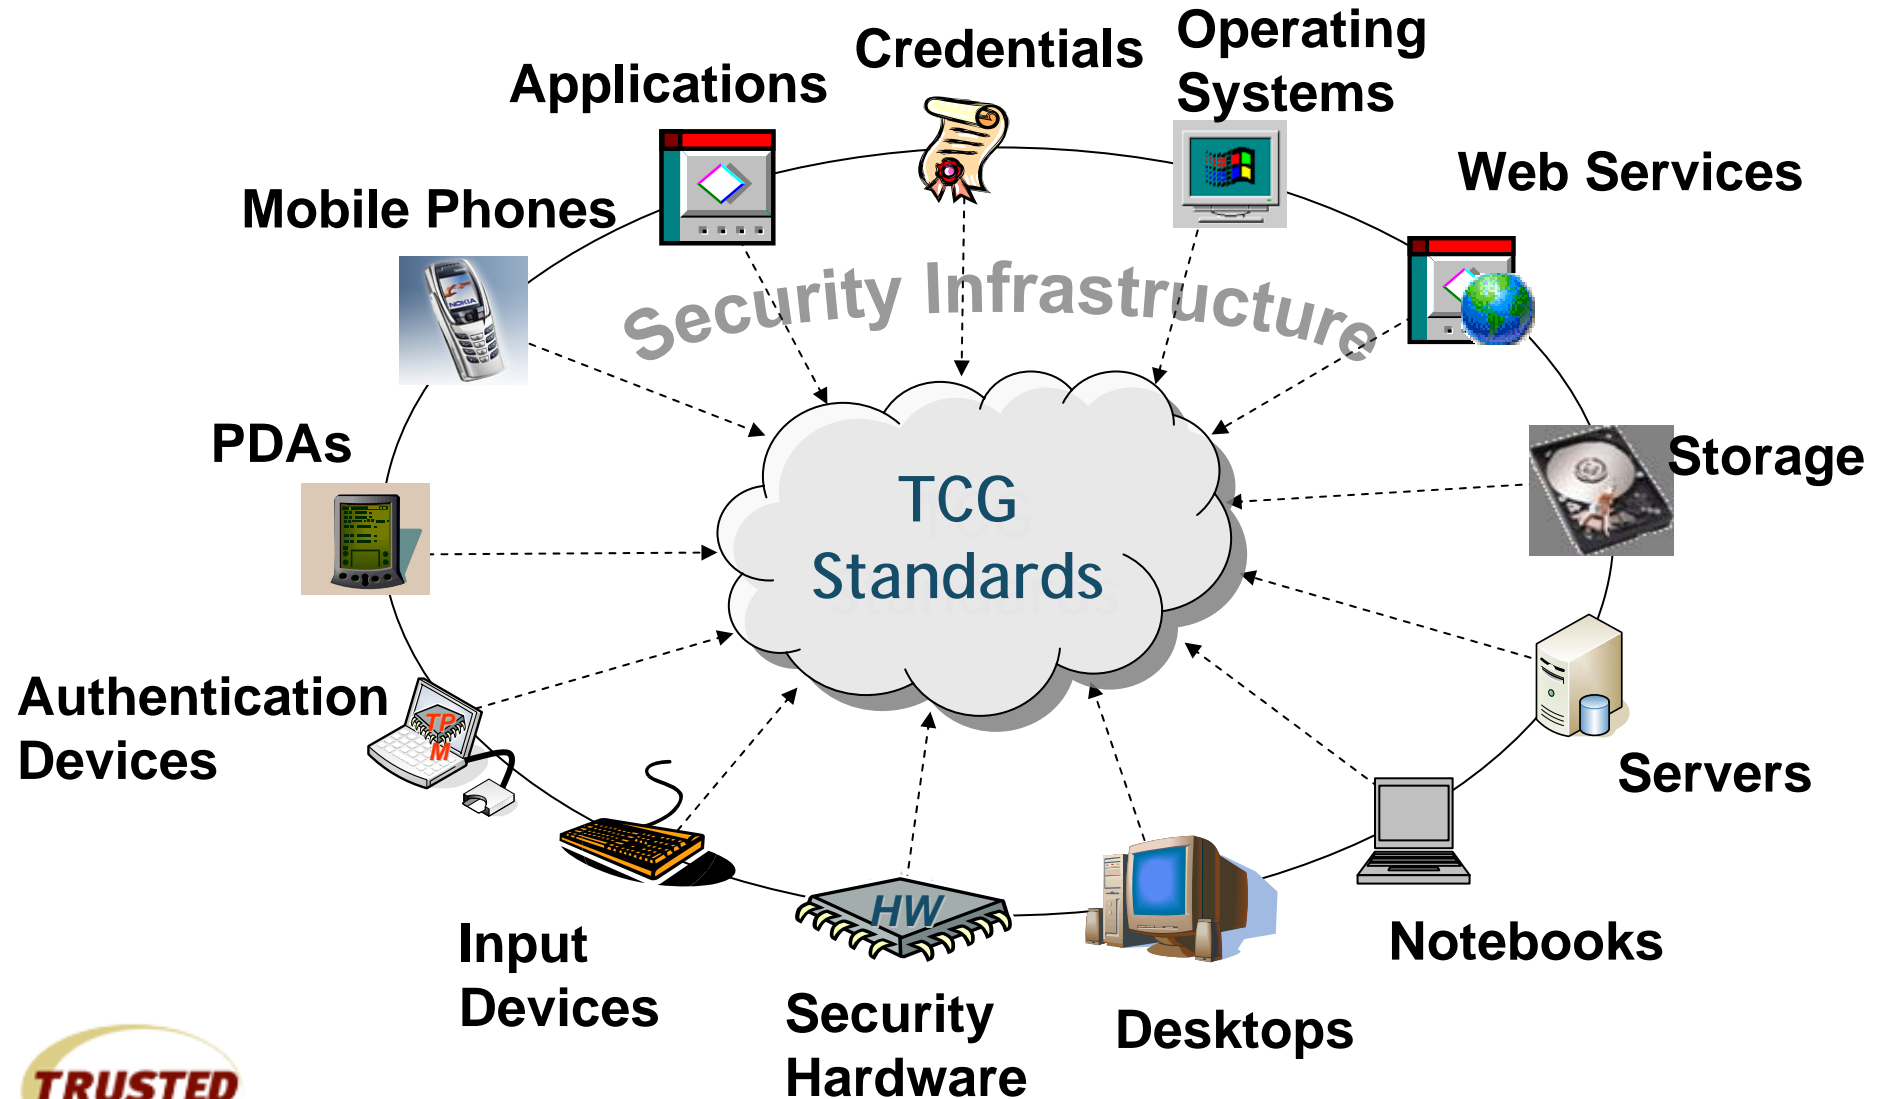 Credentials
Operating
Systems
Applications
Web Services
Mobile Phones
Security Infrastructure
NOKIA
PDAs
Storage
TCG
Standards
Authentication
Devices
TP
M
Servers
HW
Input
Devices
Notebooks
Security
Hardware
Desktops
TRUSTED